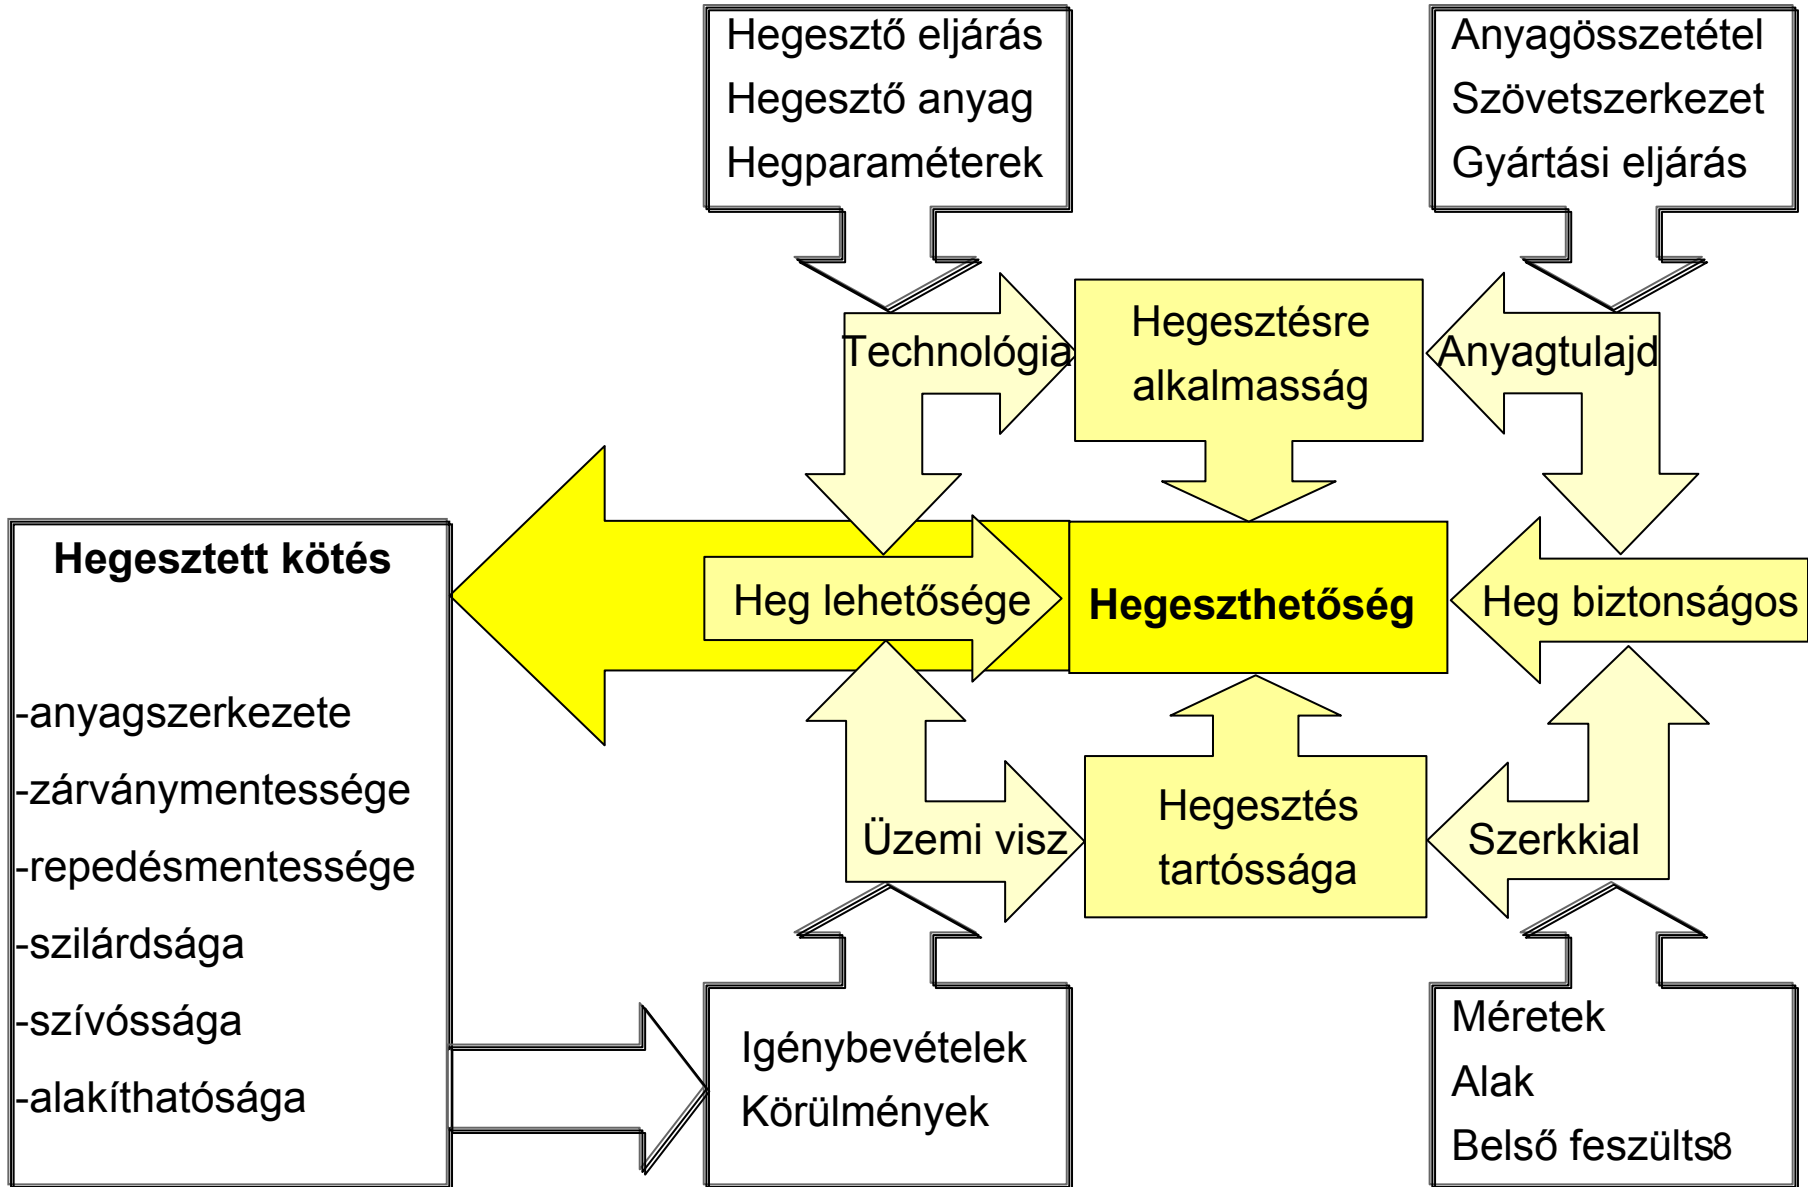 Hegesztő eljárás
Hegesztő anyag
Hegparaméterek
Anyagösszetétel
Szövetszerkezet
Gyártási eljárás
Technológia
Hegesztésre
alkalmasság
Anyagtulajd
Hegesztett kötés
-anyagszerkezete
-zárványmentessége
-repedésmentessége
-szilárdsága
-szívóssága
-alakíthatósága
Heg lehetősége
Hegeszthetőség
Heg biztonságos
Üzemi visz
Hegesztés
tartóssága
Szerkkial
Igénybevételek
Körülmények
Méretek
Alak
Belső feszülts8